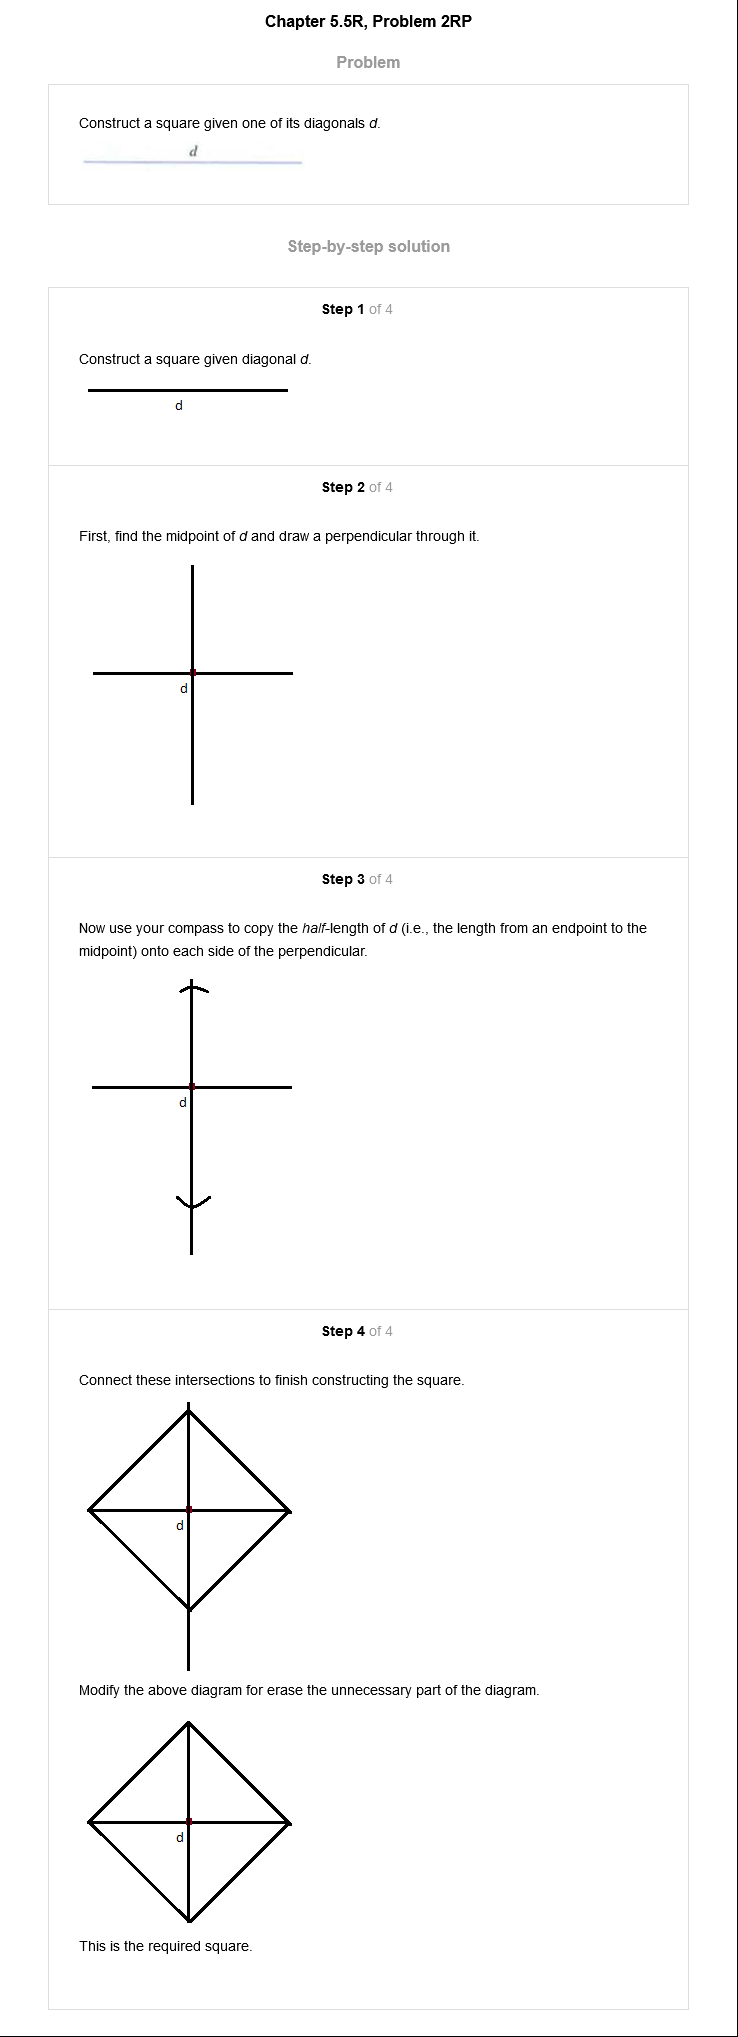 Chapter 5.5R, Problem 2RP
Problem
Construct a square given one of its diagonals d.
d
Step-by-step solution
Step 1 of 4
Construct a square given diagonal d.
d
Step 2 of 4
First, find the midpoint of d and draw a perpendicular through it.
d
Step 3 of 4
Now use your compass to copy the half-length of d (i.e., the length from an endpoint to the
midpoint) onto each side of the perpendicular.
d
Step 4 of 4
Connect these intersections to finish constructing the square.
d
Modify the above diagram for erase the unnecessary part of the diagram.
d
This is the required square.